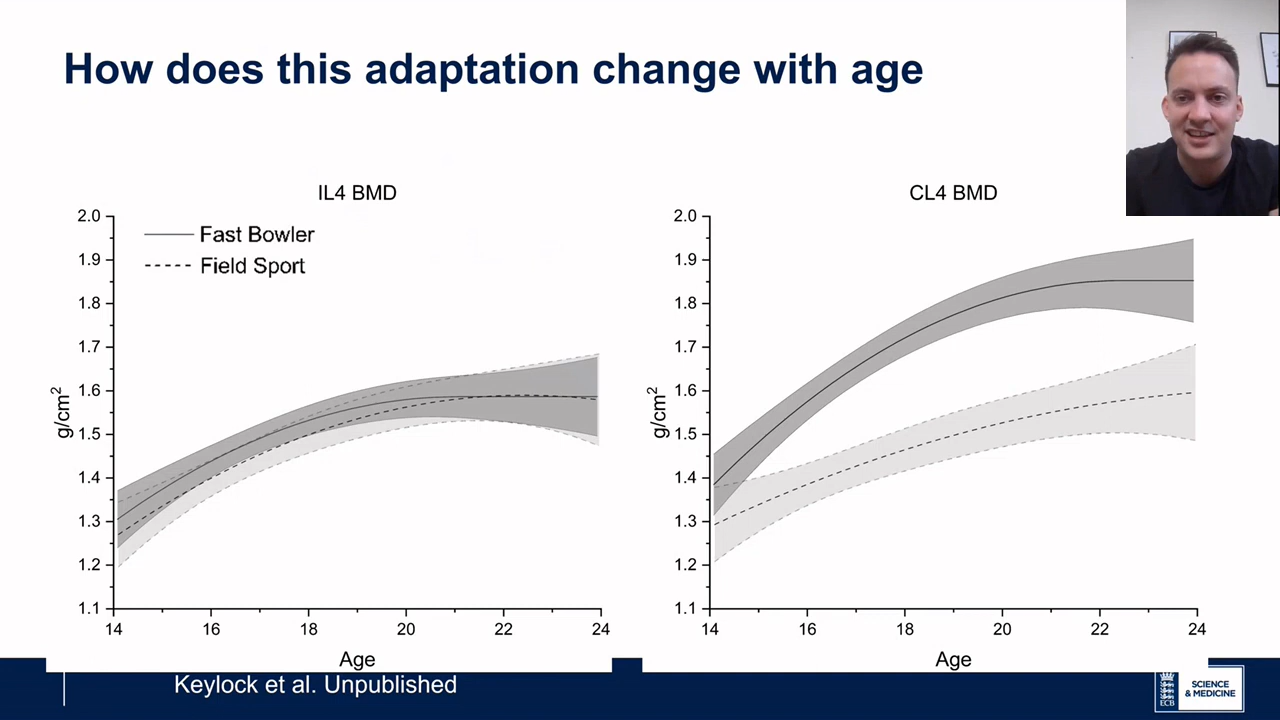 How does this adaptation change with age
IL4 BMD
2.0
1.9
1.8
1.7
1.6
1.5
1.4
1.3
1.2
1.1
g/cm²
Fast Bowler
Field Sport
14 16 18 20 22 24
Age
CL4 BMD
2.0
1.9
1.8
1.7
1.6
1.5
1.4
1.3
1.2
1.1
g/cm²
14 16 18 20 22 24
Age
Keylock et al. Unpublished
ECB
SCIENCE
& MEDICINE